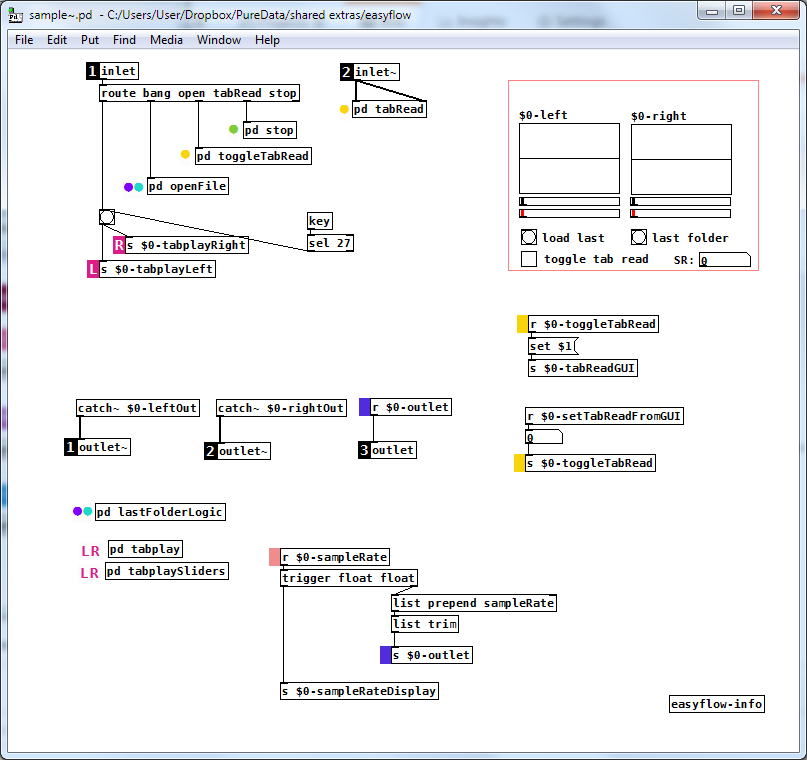 sample~.pd - C:/Users/User/Dropbox/PureData/shared extras/easyflow
File Edit Put Find Media Window Help
1 inlet
route bang open tabRead stop
pd stop
pd toggleTabRead
pd openFile
2 inlet~
pd tabRead
key
sel 27
R s $0-tabplayRight
L s $0-tabplayLeft
$0-left
$0-right
load last
last folder
toggle tab read
SR: 0
r $0-toggleTabRead
set $1
s $0-tabReadGUI
catch~ $0-leftOut
1 outlet~
catch~ $0-rightOut
2 outlet~
r $0-outlet
3 outlet
r $0-setTabReadFromGUI
0
s $0-toggleTabRead
pd lastFolderLogic
LR pd tabplay
LR pd tabplaySliders
r $0-sampleRate
trigger float float
list prepend sampleRate
list trim
s $0-outlet
s $0-sampleRateDisplay
easyflow-info